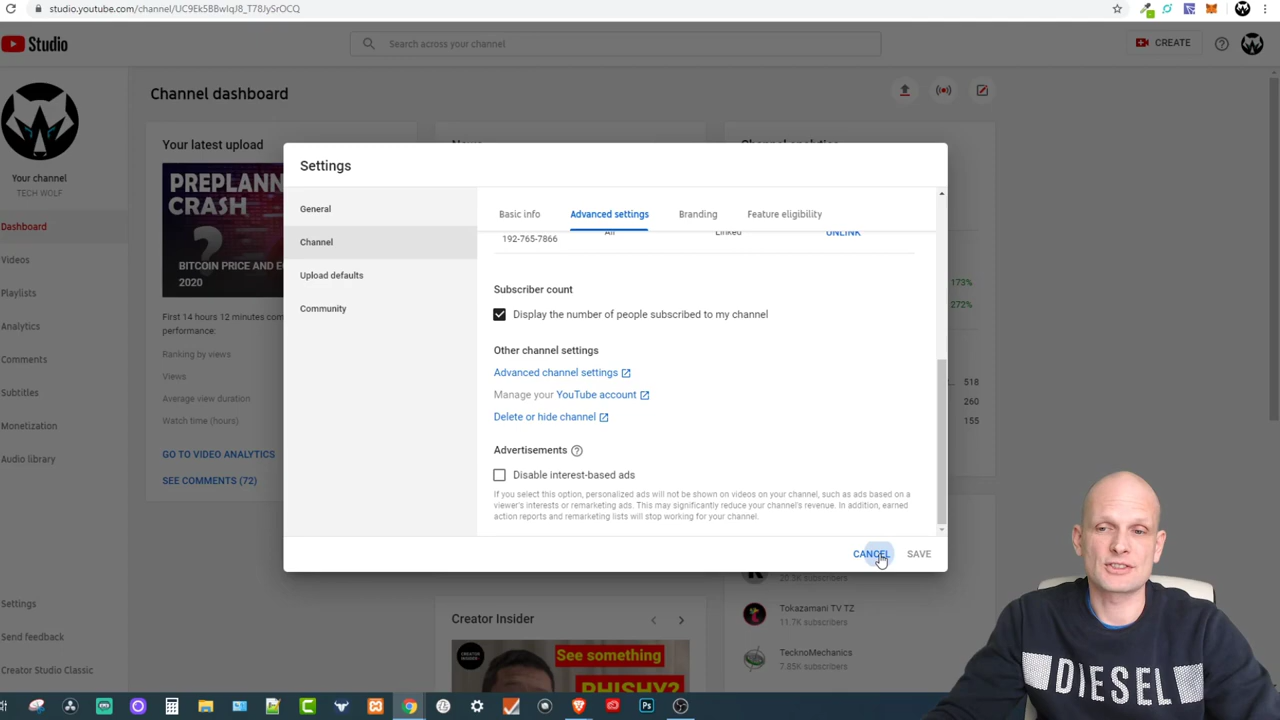 studio.youtube.com/channel/UC9Ek5BBwIqJ8_T78JySrOCQ
Studio
Search across your channel
CREATE
Channel dashboard
Your latest upload
PREPLANN
CRASH
?
BITCOIN PRICE AND E
2020
First 14 hours 12 minutes com
performance:
Ranking by views
Views
Average view duration
Watch time (hours)
GO TO VIDEO ANALYTICS
SEE COMMENTS (72)
Your channel
TECH WOLF
Dashboard
Videos
Playlists
Analytics
Comments
Subtitles
Monetization
Audio library
Settings
Send feedback
Creator Studio Classic
Settings
General
Channel
Upload defaults
Community
Basic info
Advanced settings
Branding
Feature eligibility
192-765-7866
All
Linked
UNLINK
Subscriber count
Display the number of people subscribed to my channel
Other channel settings
Advanced channel settings
Manage your YouTube account
Delete or hide channel
Advertisements
Disable interest-based ads
If you select this option, personalized ads will not be shown on videos on your channel, such as ads based on a
viewer's interests or remarketing ads. This may significantly reduce your channel's revenue. In addition, earned
action reports and remarketing lists will stop working for your channel.
CANCEL
SAVE
173%
272%
518
260
155
20.3K subscribers
Tokazamani TV TZ
11.7K subscribers
TecknoMechanics
7.85K subscribers
Creator Insider
CREATOR
INSIDER
See something
PHISHY?
DIESEL